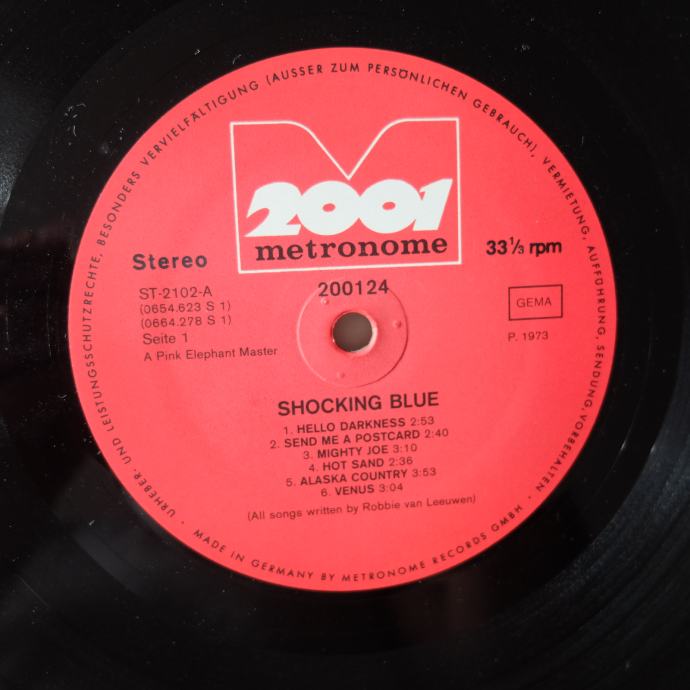 URHEBER- UND LEISTUNGSSCHUTZRECHTE, BESONDERS VERVIELFÄLTIGUNG (AUSSER ZUM PERSÖNLICHEN GEBRAUCH), VERMIETUNG, AUFFÜHRUNG, SENDUNG, VORBEHALTEN ·
2001
metronome
Stereo
33⅓ rpm
ST-2102-A
200124
(0654.623 S 1)
(0664.278 S 1)
GEMA
Seite 1
P. 1973
A Pink Elephant Master
SHOCKING BLUE
1. HELLO DARKNESS 2:53
2. SEND ME A POSTCARD 2:40
3. MIGHTY JOE 3:10
4. HOT SAND 2:36
5. ALASKA COUNTRY 3:53
6. VENUS 3:04
(All songs written by Robbie van Leeuwen)
· MADE IN GERMANY BY METRONOME RECORDS GMBH ·